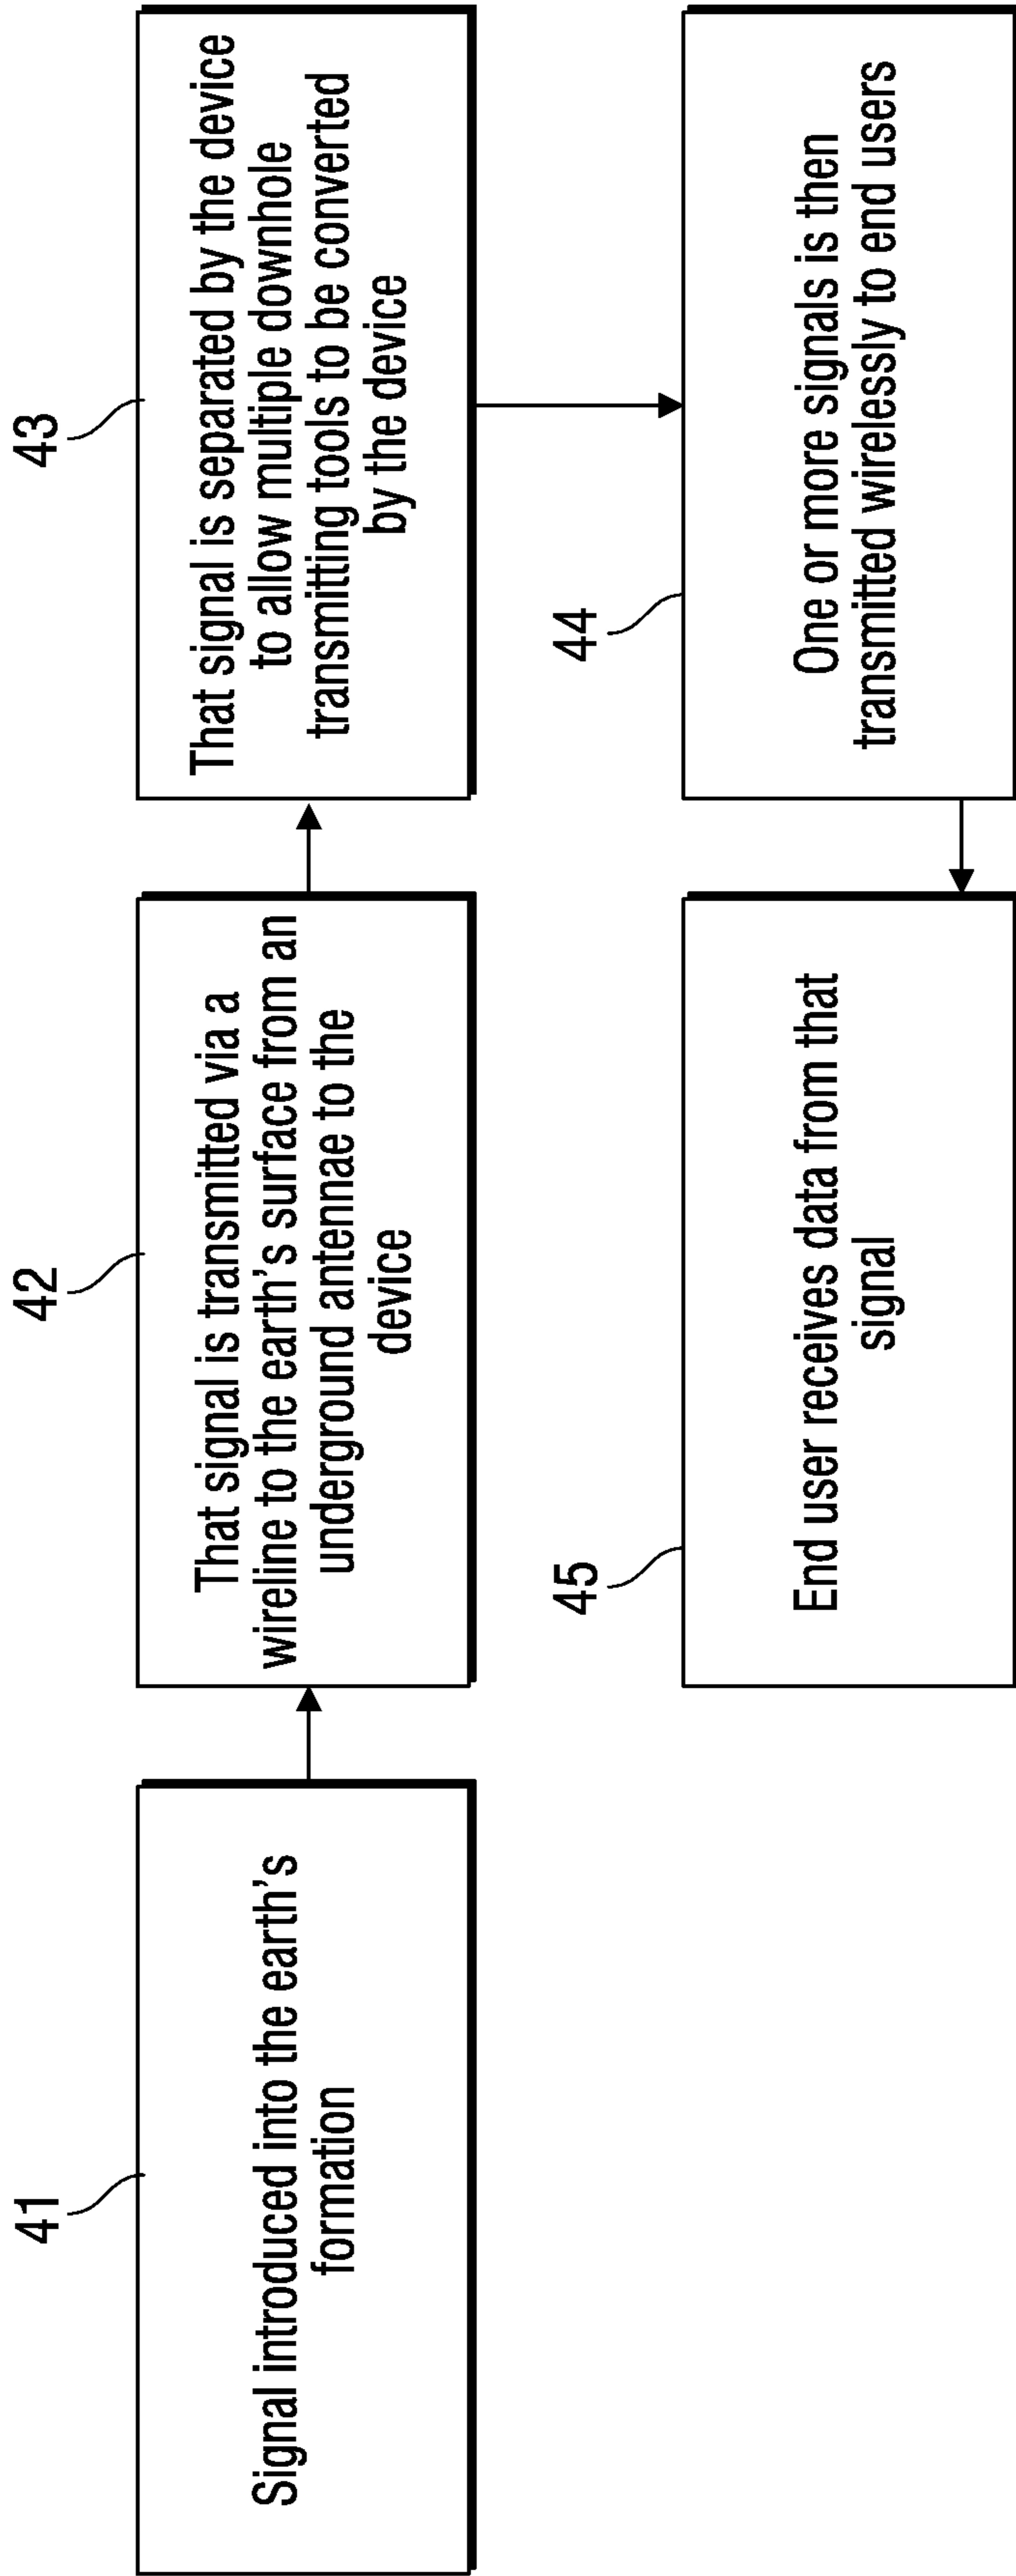 41
Signal introduced into the earth's
formation
42
That signal is transmitted via a
wireline to the earth's surface from an
underground antennae to the
device
43
That signal is separated by the device
to allow multiple downhole
transmitting tools to be converted
by the device
44
One or more signals is then
transmitted wirelessly to end users
45
End user receives data from that
signal